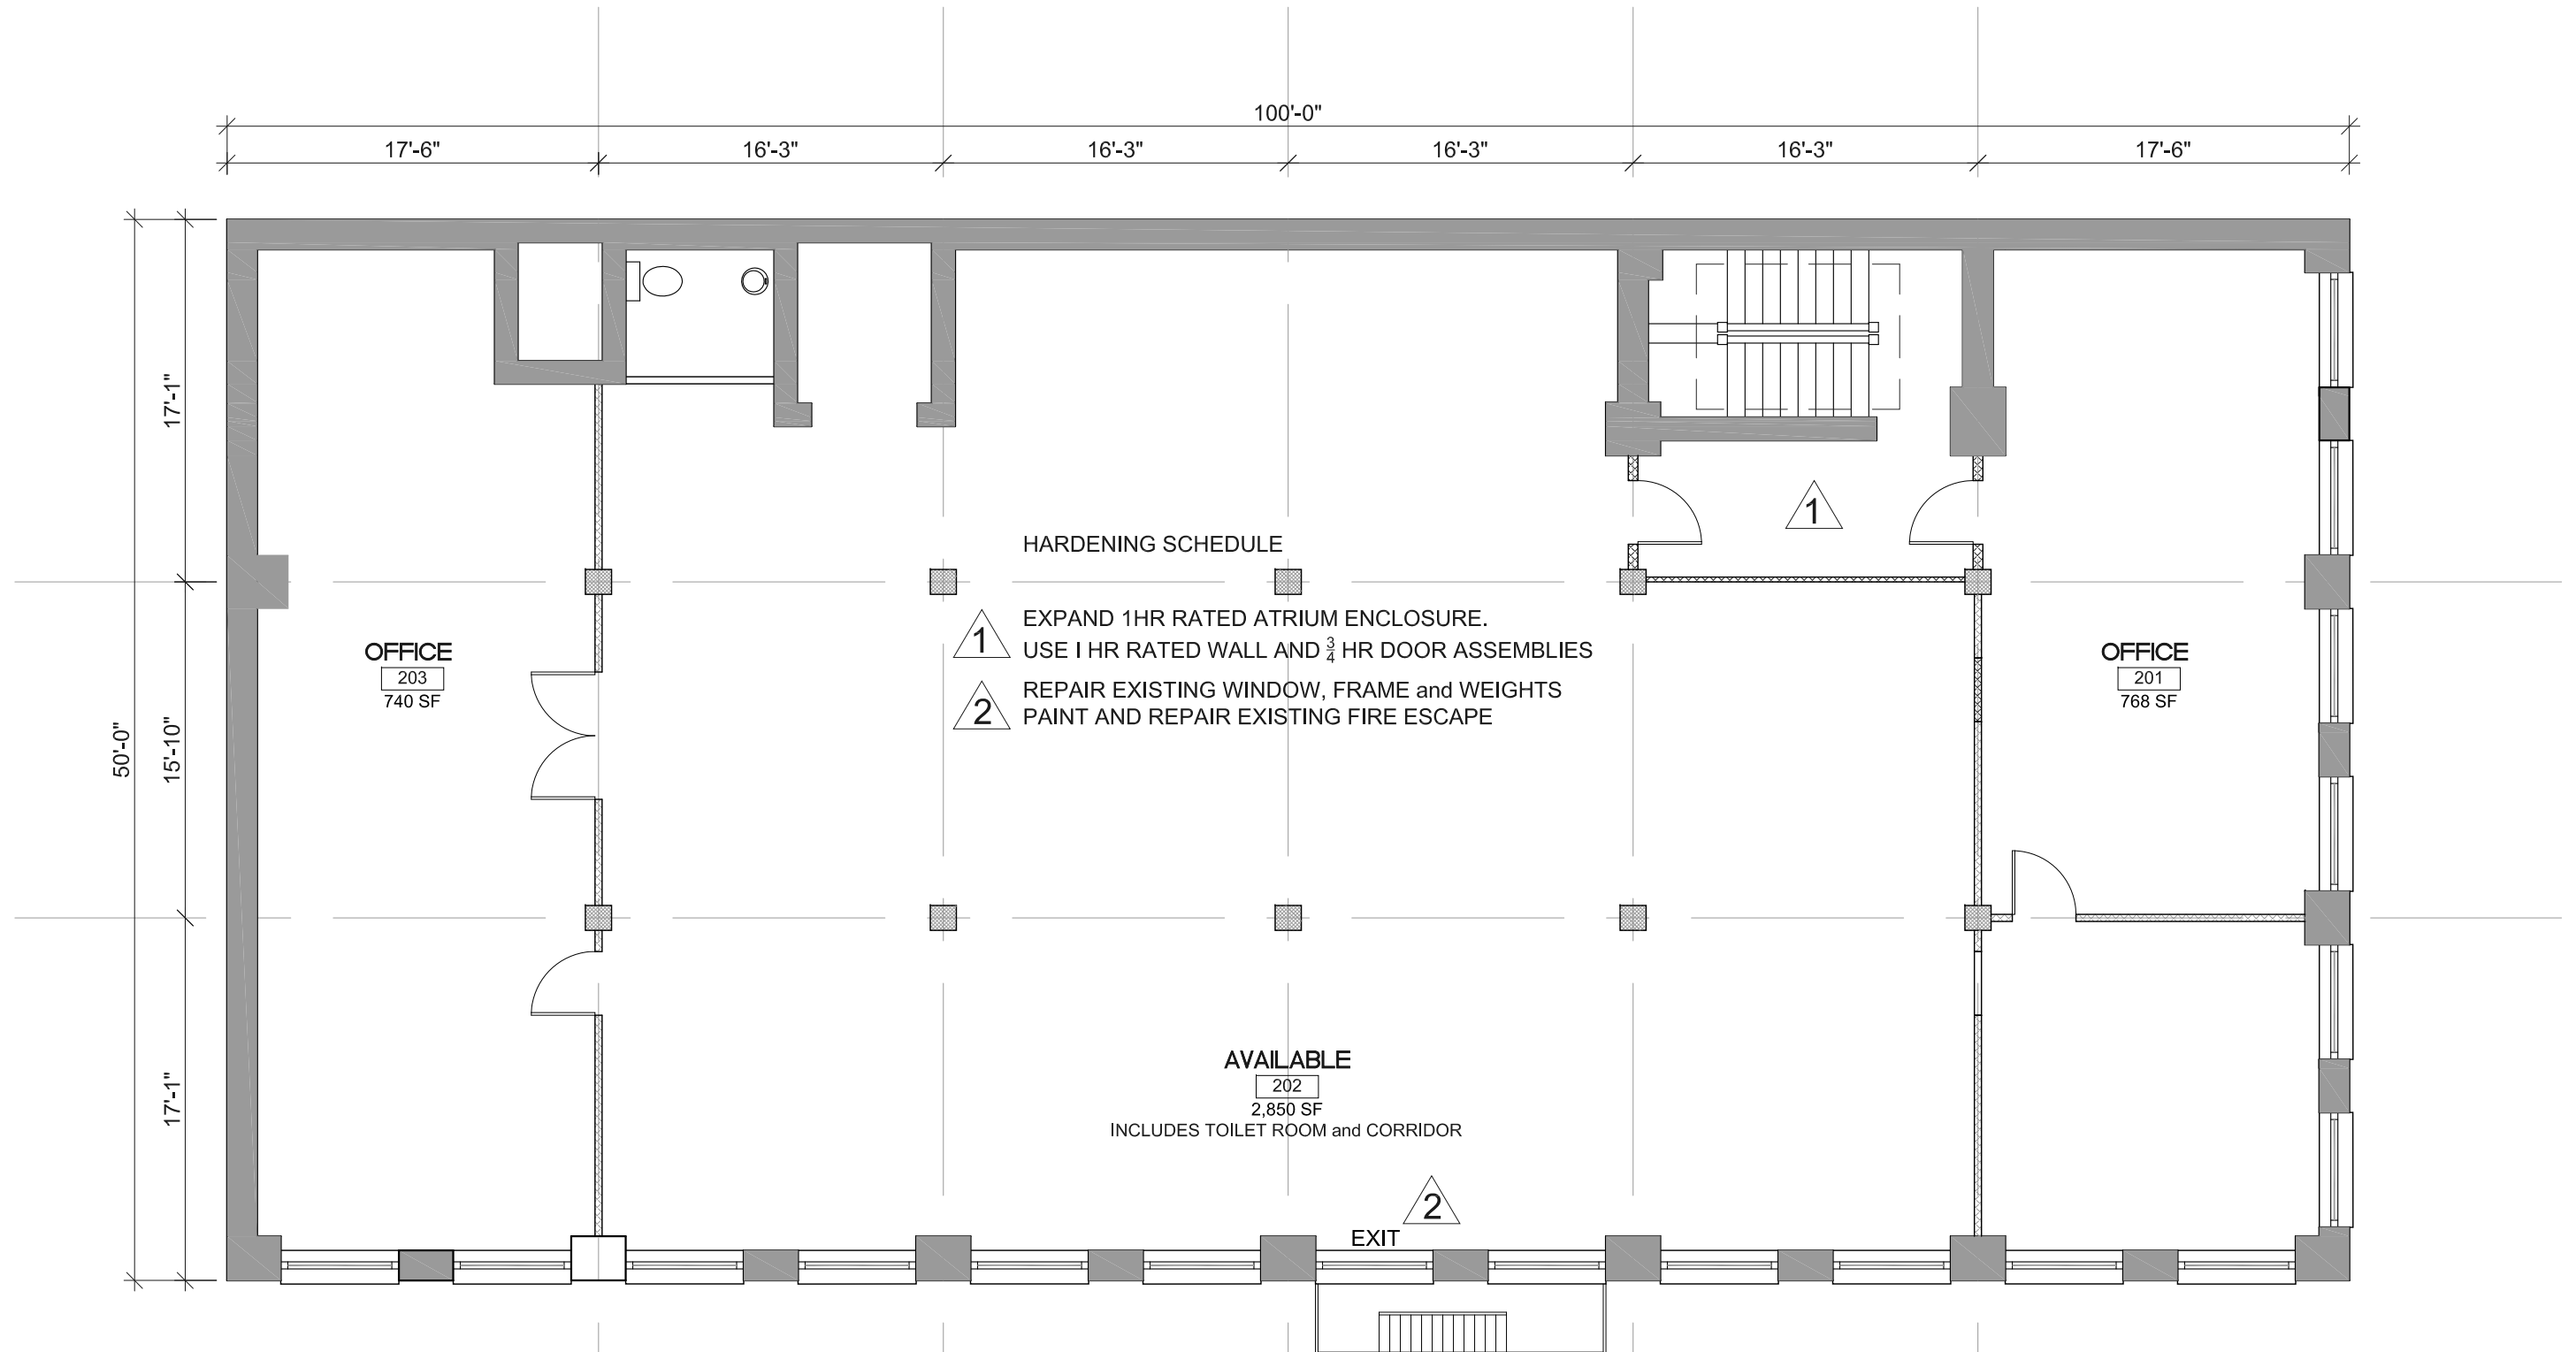 100'-0"
17'-6"
16'-3"
16'-3"
16'-3"
16'-3"
17'-6"
50'-0"
17'-1"
15'-10"
17'-1"
1
HARDENING SCHEDULE
1
EXPAND 1HR RATED ATRIUM ENCLOSURE.
USE I HR RATED WALL AND 3/4 HR DOOR ASSEMBLIES
2
REPAIR EXISTING WINDOW, FRAME and WEIGHTS
PAINT AND REPAIR EXISTING FIRE ESCAPE
OFFICE
203
740 SF
OFFICE
201
768 SF
AVAILABLE
202
2,850 SF
INCLUDES TOILET ROOM and CORRIDOR
2
EXIT